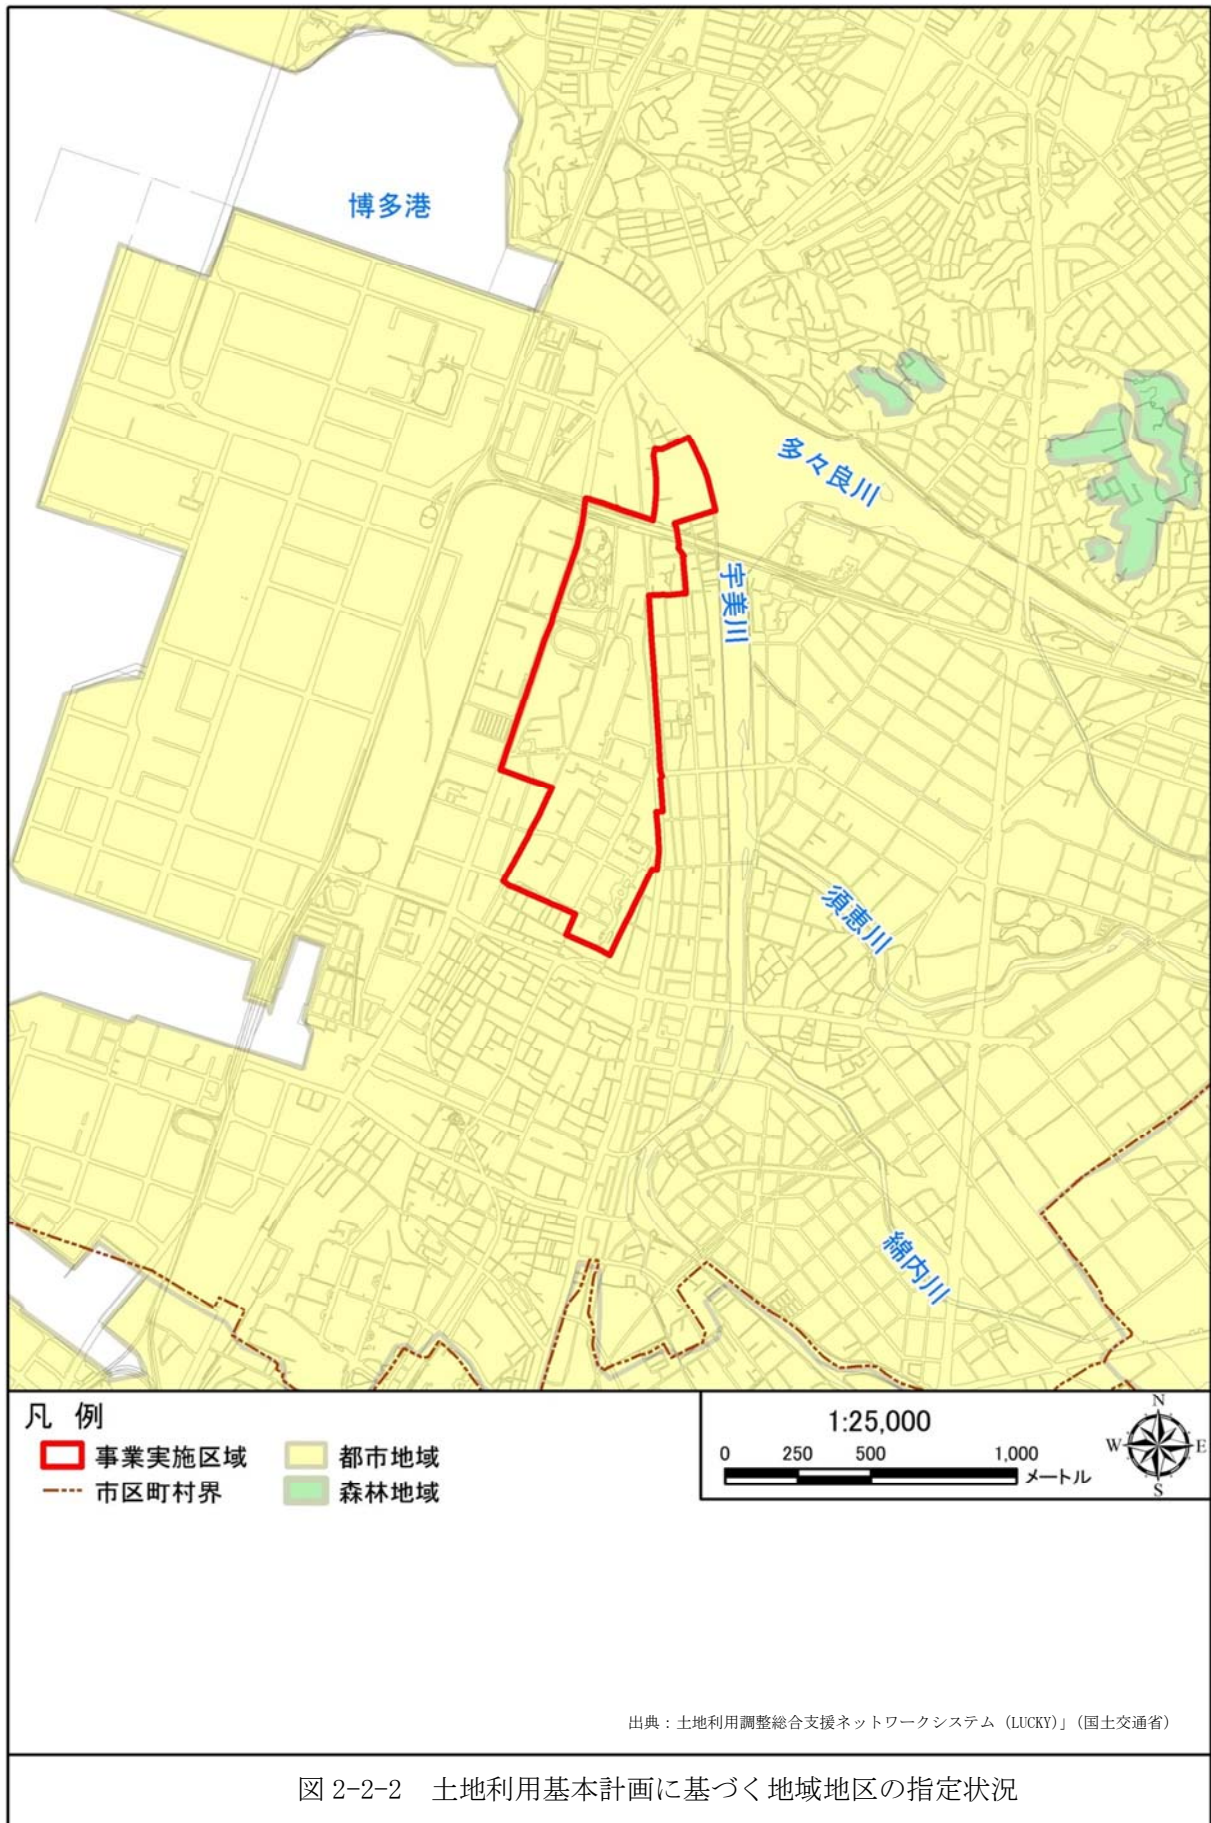 博多港
多々良川
宇美川
須恵川
綿内川
凡 例
事業実施区域
都市地域
市区町村界
森林地域
1:25,000
0 250 500 1,000
メートル
N
W E
S
出典：土地利用調整総合支援ネットワークシステム（LUCKY)」（国土交通省）
図 2-2-2 土地利用基本計画に基づく地域地区の指定状況